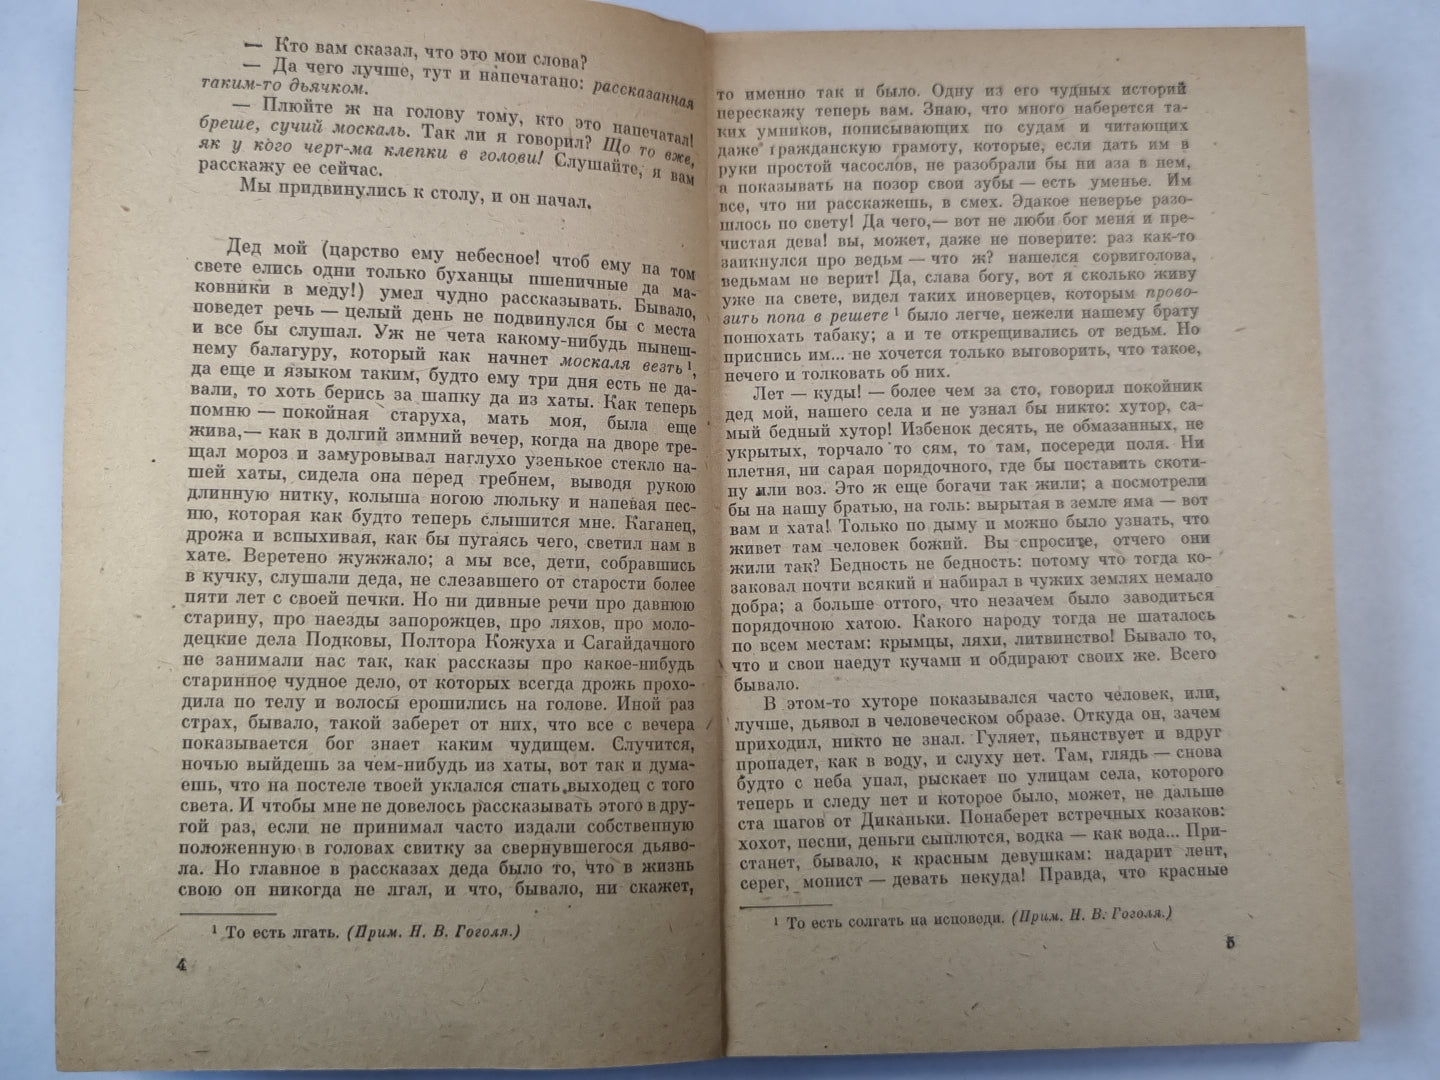 — Кто вам сказал, что это мои слова?
— Да чего лучше, тут и напечатано: рассказанная
таким-то дьячком.
— Плюйте ж на голову тому, кто это напечатал!
бреше, сучий москаль. Так ли я говорил? Що то вже,
як у кого черт-ма клепки в голови! Слушайте, я вам
расскажу ее сейчас.
Мы придвинулись к столу, и он начал.
Дед мой (царство ему небесное! чтоб ему на том
свете елись одни только буханцы пшеничные да ма-
ковники в меду!) умел чудно рассказывать. Бывало,
поведет речь — целый день не подвинулся бы с места
и все бы слушал. Уж не чета какому-нибудь нынеш-
нему балагуру, который как начнет москаля везть¹,
да еще и языком таким, будто ему три дня есть не да-
вали, то хоть берись за шапку да из хаты. Как теперь
помню — покойная старуха, мать моя, была еще
жива,— как в долгий зимний вечер, когда на дворе тре-
щал мороз и замуровывал наглухо узенькое стекло на-
шей хаты, сидела она перед гребнем, выводя рукою
длинную нитку, колыша ногою люльку и напевая пес-
ню, которая как будто теперь слышится мне. Каганец,
дрожа и вспыхивая, как бы пугаясь чего, светил нам в
хате. Веретено жужжало; а мы все, дети, собравшись
в кучку, слушали деда, не слезавшего от старости более
пяти лет с своей печки. Но ни дивные речи про давнюю
старину, про наезды запорожцев, про ляхов, про моло-
децкие дела Подковы, Полтора Кожуха и Сагайдачного
не занимали нас так, как рассказы про какое-нибудь
старинное чудное дело, от которых всегда дрожь прохо-
дила по телу и волосы ерошились на голове. Иной раз
страх, бывало, такой заберет от них, что все с вечера
показывается бог знает каким чудищем. Случится,
ночью выйдешь за чем-нибудь из хаты, вот так и дума-
ешь, что на постеле твоей уклался спать выходец с того
света. И чтобы мне не довелось рассказывать этого в дру-
гой раз, если не принимал часто издали собственную
положенную в головах свитку за свернувшегося дьяво-
ла. Но главное в рассказах деда было то, что в жизнь
свою он никогда не лгал, и что, бывало, ни скажет,
¹ То есть лгать. (Прим. Н. В. Гоголя.)
4
то именно так и было. Одну из его чудных историй
перескажу теперь вам. Знаю, что много наберется та-
ких умников, пописывающих по судам и читающих
даже гражданскую грамоту, которые, если дать им в
руки простой часослов, не разобрали бы ни аза в нем,
а показывать на позор свои зубы — есть уменье. Им
все, что ни расскажешь, в смех. Эдакое неверье разо-
шлось по свету! Да чего,— вот не люби бог меня и пре-
чистая дева! вы, может, даже не поверите: раз как-то
заикнулся про ведьм — что ж? нашелся сорвиголова,
ведьмам не верит! Да, слава богу, вот я сколько живу
уже на свете, видел таких иноверцев, которым прово-
зить попа в решете¹ было легче, нежели нашему брату
понюхать табаку; а и те открещивались от ведьм. Но
приснись им... не хочется только выговорить, что такое,
нечего и толковать об них.
Лет — куды! — более чем за сто, говорил покойник
дед мой, нашего села и не узнал бы никто: хутор, са-
мый бедный хутор! Избенок десять, не обмазанных, не
укрытых, торчало то сям, то там, посереди поля. Ни
плетня, ни сарая порядочного, где бы поставить скоти-
ну или воз. Это ж еще богачи так жили; а посмотрели
бы на нашу братью, на голь: вырытая в земле яма — вот
вам и хата! Только по дыму и можно было узнать, что
живет там человек божий. Вы спросите, отчего они
жили так? Бедность не бедность: потому что тогда ко-
заковал почти всякий и набирал в чужих землях немало
добра; а больше оттого, что незачем было заводиться
порядочною хатою. Какого народу тогда не шаталось
по всем местам: крымцы, ляхи, литвинство! Бывало то,
что и свои наедут кучами и обдирают своих же. Всего
бывало.
В этом-то хуторе показывался часто человек, или,
лучше, дьявол в человеческом образе. Откуда он, зачем
приходил, никто не знал. Гуляет, пьянствует и вдруг
пропадет, как в воду, и слуху нет. Там, глядь — снова
будто с неба упал, рыскает по улицам села, которого
теперь и следу нет и которое было, может, не дальше
ста шагов от Диканьки. Понаберет встречных козаков:
хохот, песни, деньги сыплются, водка — как вода... При-
станет, бывало, к красным девушкам: надарит лент,
серег, монист — девать некуда! Правда, что красные
¹ То есть солгать на исповеди. (Прим. Н. В. Гоголя.)
5